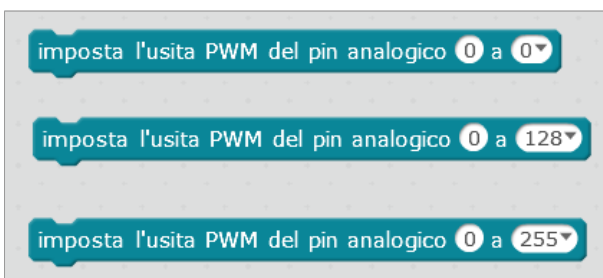 imposta l'usita PWM del pin analogico 0 a 0
imposta l'usita PWM del pin analogico 0 a 128
imposta l'usita PWM del pin analogico 0 a 255